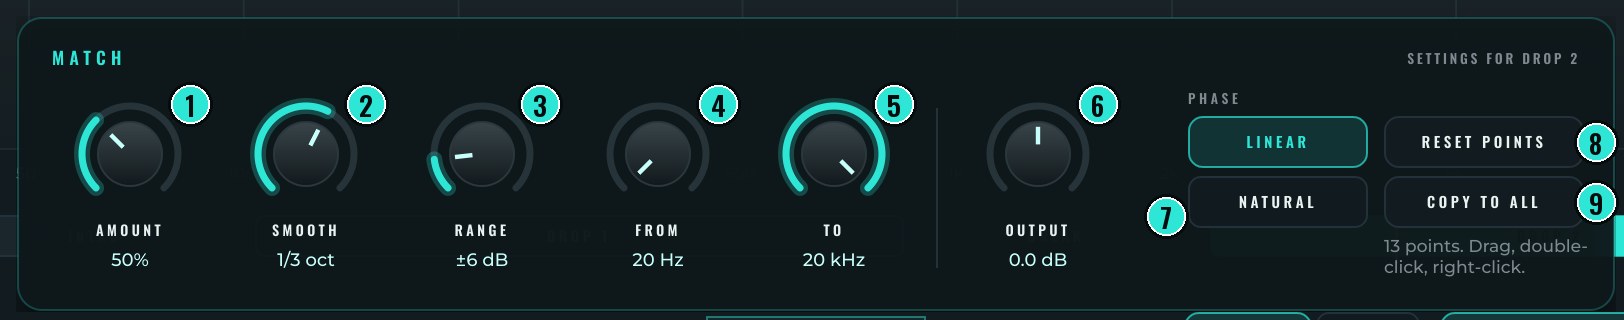 MATCH
SETTINGS FOR DROP 2
1
2
3
4
5
6
PHASE
LINEAR
RESET POINTS
8
NATURAL
COPY TO ALL
9
7
AMOUNT
SMOOTH
RANGE
FROM
TO
OUTPUT
50%
1/3 oct
±6 dB
20 Hz
20 kHz
0.0 dB
13 points. Drag, double-
click, right-click.